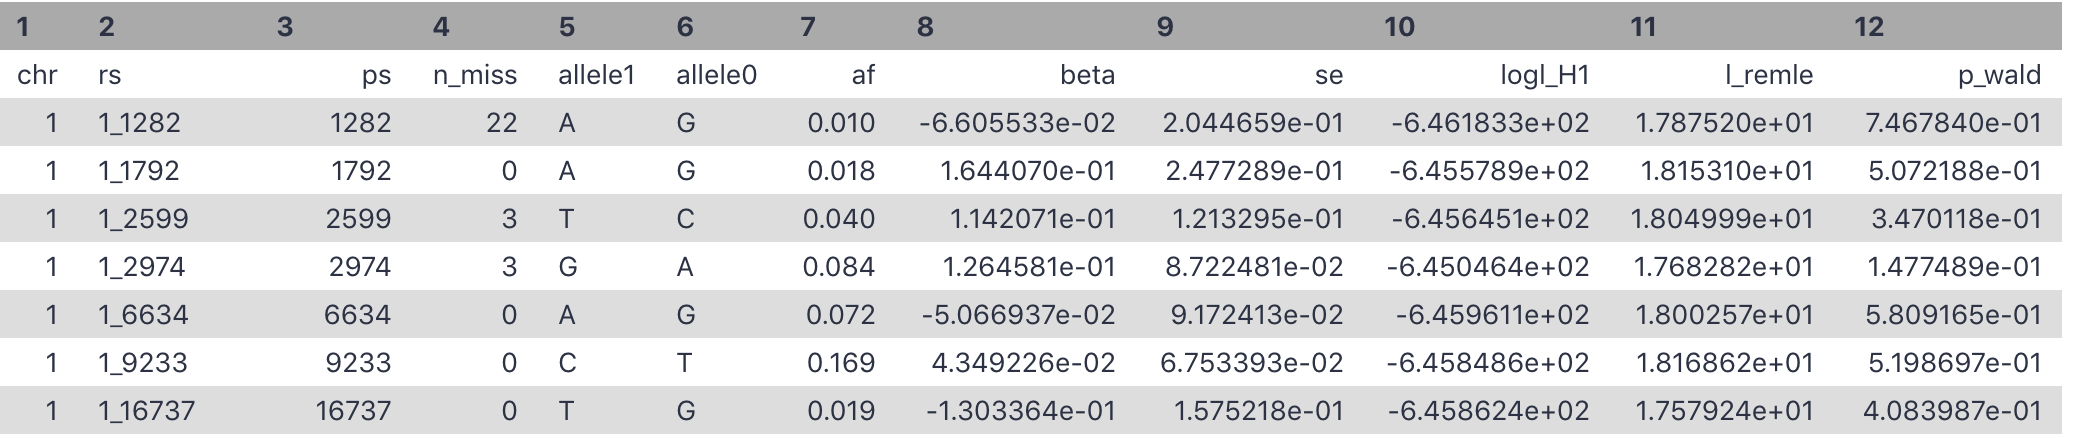 1 2 3 4 5 6 7 8 9 10 11 12
chr rs ps n_miss allele1 allele0 af beta se logl_H1 l_remle p_wald
1 1_1282 1282 22 A G 0.010 -6.605533e-02 2.044659e-01 -6.461833e+02 1.787520e+01 7.467840e-01
1 1_1792 1792 0 A G 0.018 1.644070e-01 2.477289e-01 -6.455789e+02 1.815310e+01 5.072188e-01
1 1_2599 2599 3 T C 0.040 1.142071e-01 1.213295e-01 -6.456451e+02 1.804999e+01 3.470118e-01
1 1_2974 2974 3 G A 0.084 1.264581e-01 8.722481e-02 -6.450464e+02 1.768282e+01 1.477489e-01
1 1_6634 6634 0 A G 0.072 -5.066937e-02 9.172413e-02 -6.459611e+02 1.800257e+01 5.809165e-01
1 1_9233 9233 0 C T 0.169 4.349226e-02 6.753393e-02 -6.458486e+02 1.816862e+01 5.198697e-01
1 1_16737 16737 0 T G 0.019 -1.303364e-01 1.575218e-01 -6.458624e+02 1.757924e+01 4.083987e-01